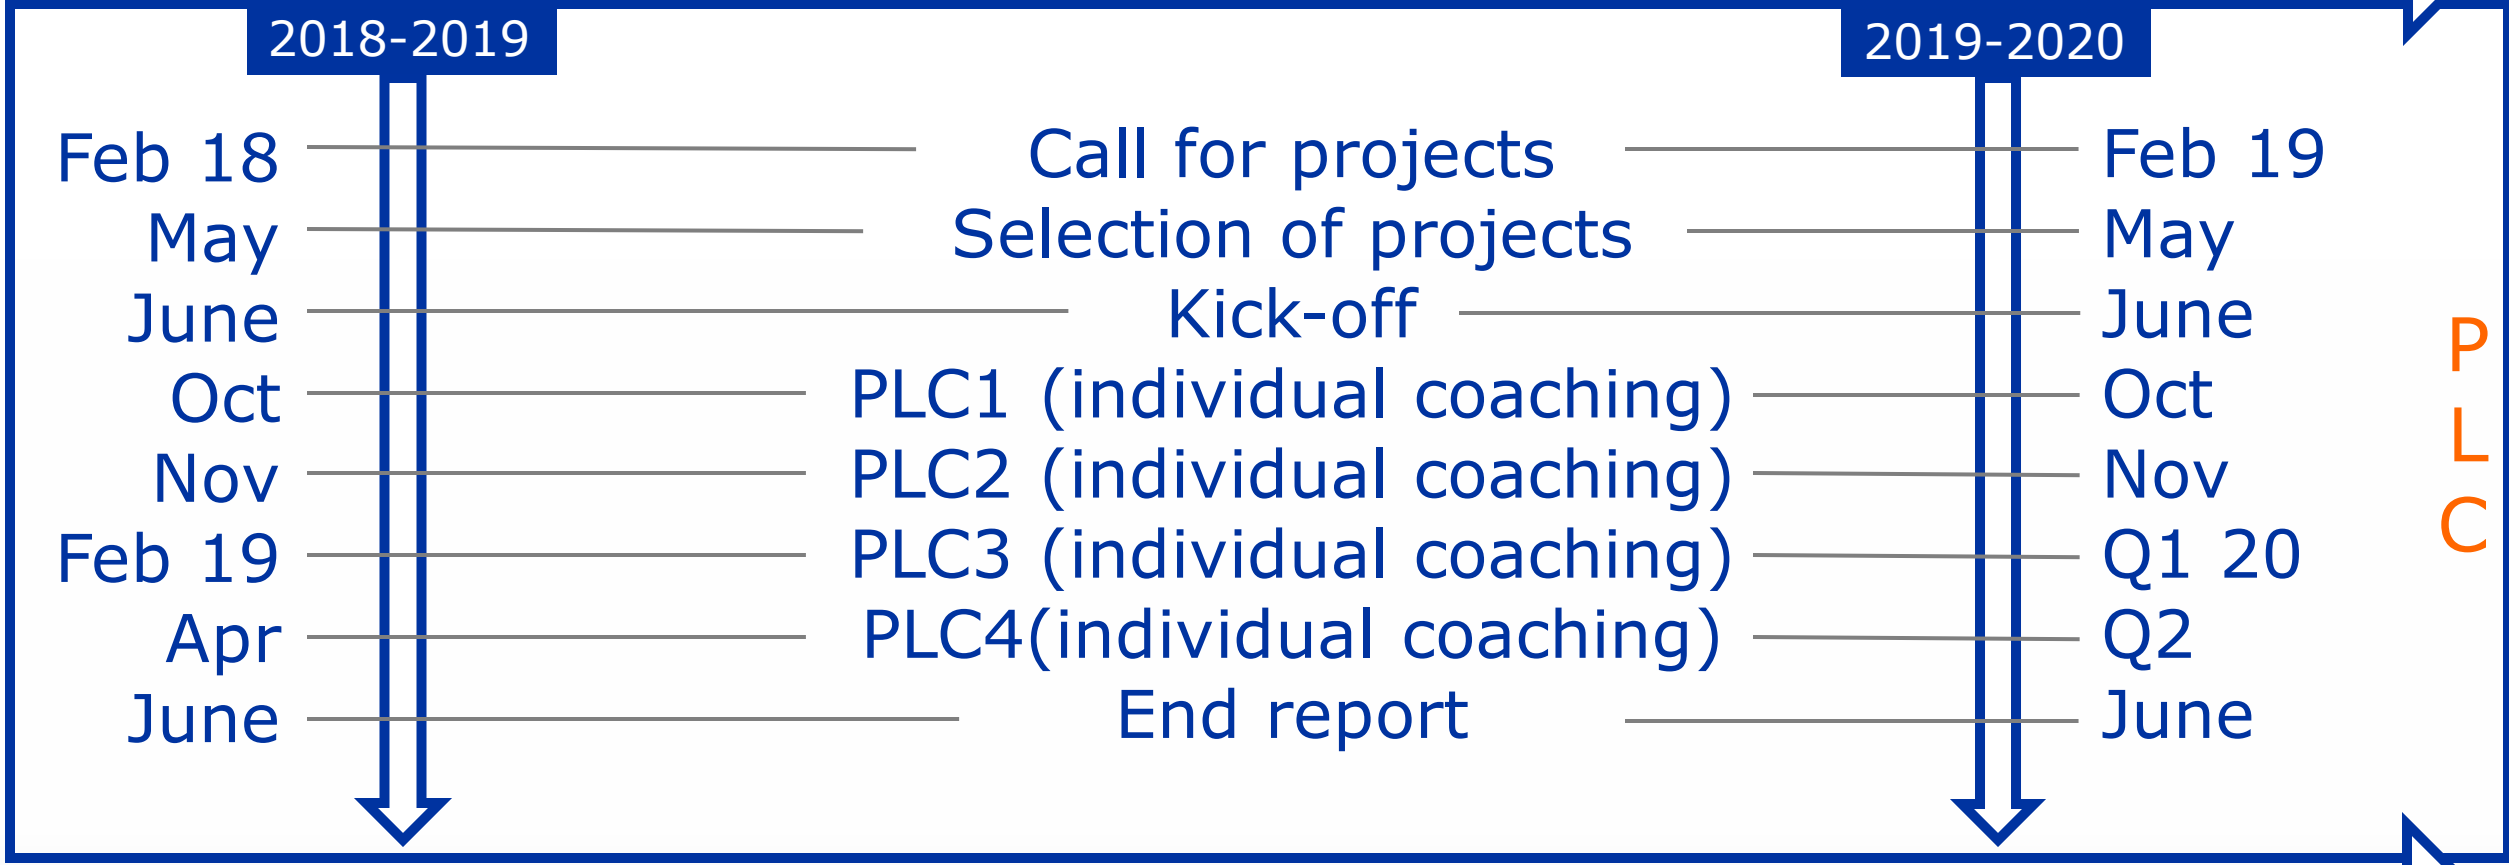 2018-2019 2019-2020
Feb 18 Call for projects Feb 19
May Selection of projects May
June Kick-off June
Oct PLC1 (individual coaching) Oct
Nov PLC2 (individual coaching) Nov
Feb 19 PLC3 (individual coaching) Q1 20
Apr PLC4(individual coaching) Q2
June End report June
P
L
C